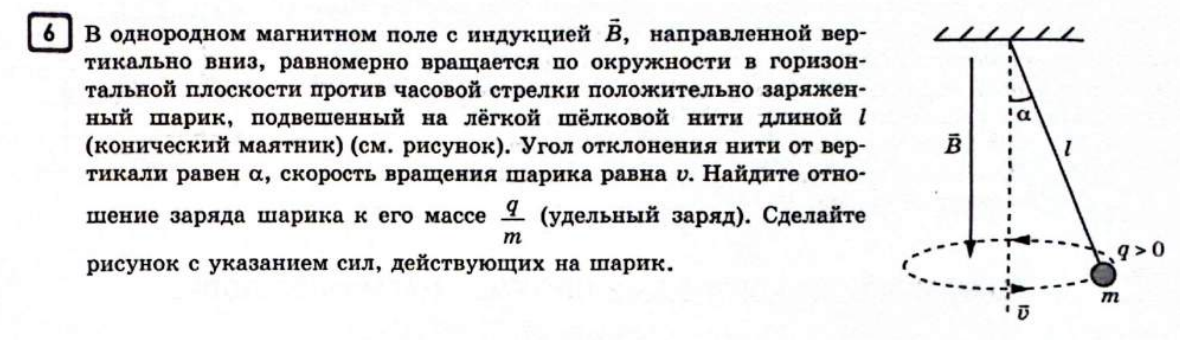 6 В однородном магнитном поле с индукцией B⃗, направленной вер-
тикально вниз, равномерно вращается по окружности в горизон-
тальной плоскости против часовой стрелки положительно заряжен-
ный шарик, подвешенный на лёгкой шёлковой нити длиной l
(конический маятник) (см. рисунок). Угол отклонения нити от вер-
тикали равен α, скорость вращения шарика равна υ. Найдите отно-
шение заряда шарика к его массе q/m (удельный заряд). Сделайте
рисунок с указанием сил, действующих на шарик.
α
B⃗
l
q > 0
m
υ⃗